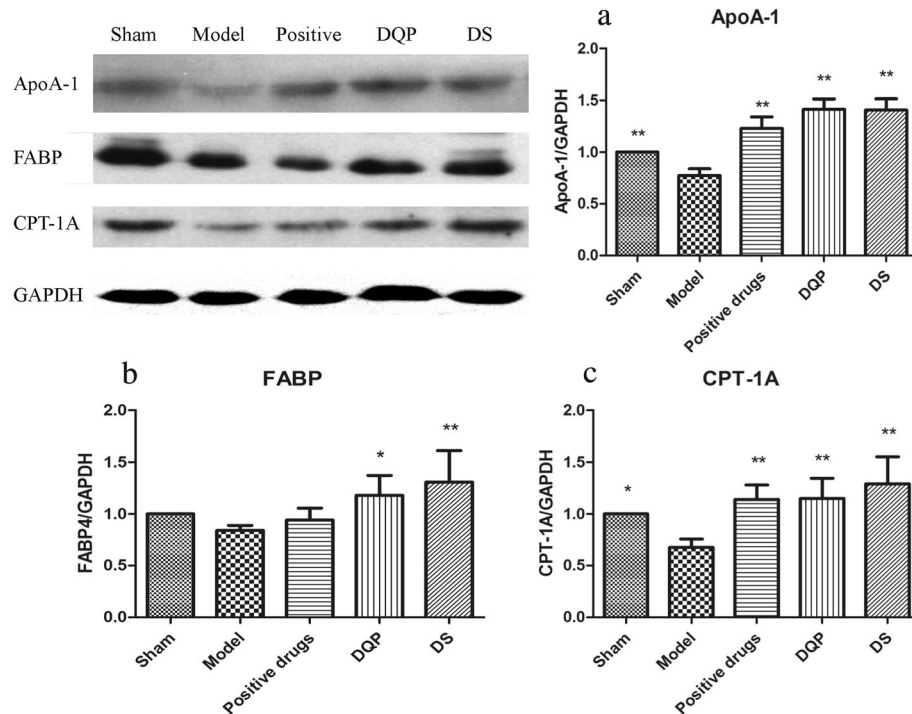 Sham Model Positive DQP DS
ApoA-1
FABP
CPT-1A
GAPDH
a
ApoA-1
ApoA-1/GAPDH
2.0
1.5
1.0
0.5
0.0
**
**
**
**
Sham
Model
Positive drugs
DQP
DS
b
FABP
FABP4/GAPDH
2.0
1.5
1.0
0.5
0.0
*
**
Sham
Model
Positive drugs
DQP
DS
c
CPT-1A
CPT-1A/GAPDH
2.0
1.5
1.0
0.5
0.0
*
**
**
**
Sham
Model
Positive drugs
DQP
DS